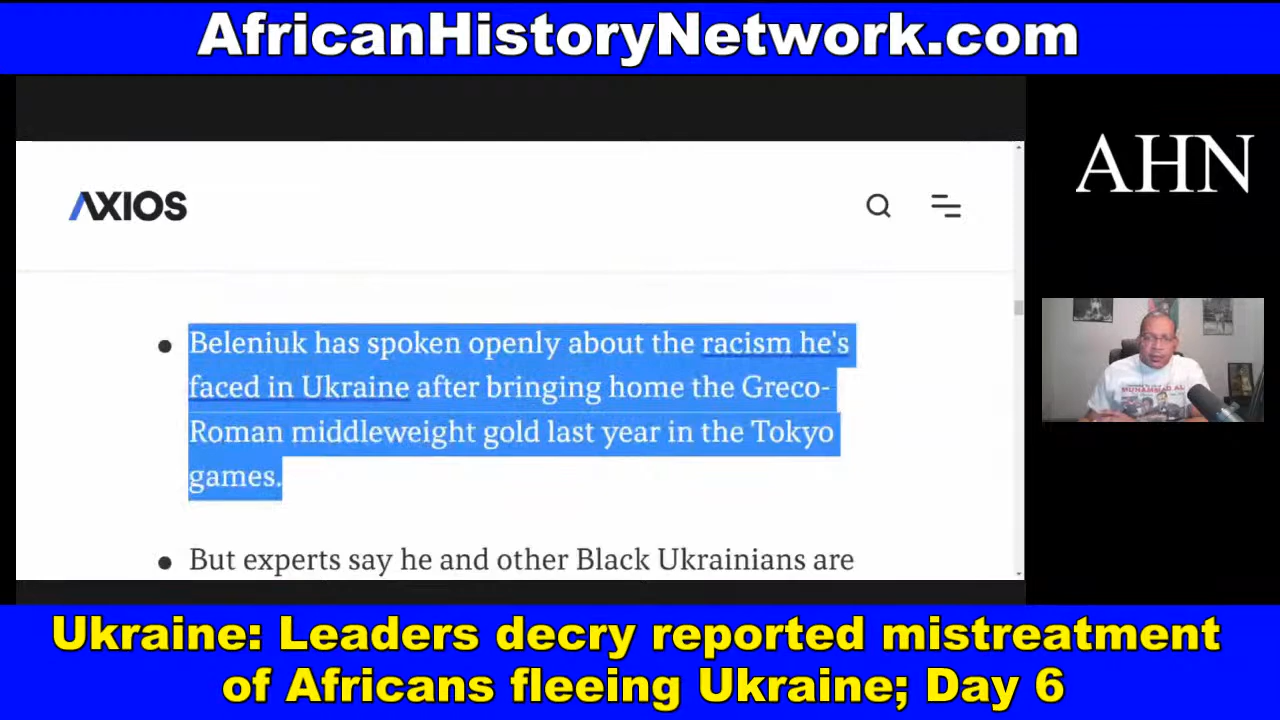 AfricanHistoryNetwork.com
AXIOS
AHN
Beleniuk has spoken openly about the racism he's
faced in Ukraine after bringing home the Greco-
Roman middleweight gold last year in the Tokyo
games.
But experts say he and other Black Ukrainians are
MUHAMMAD AL
Ukraine: Leaders decry reported mistreatment
of Africans fleeing Ukraine; Day 6